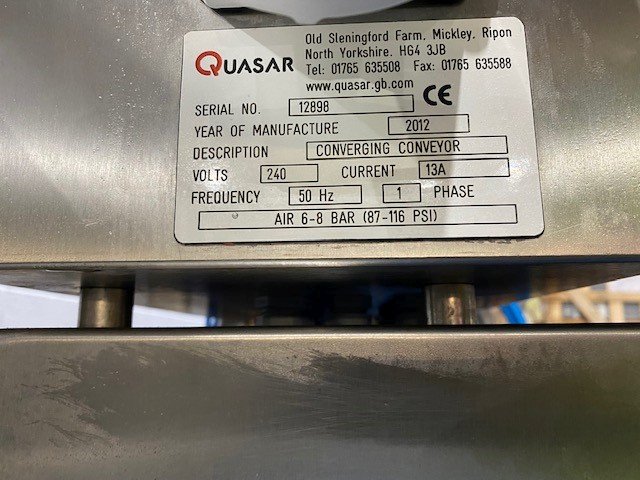 QUASAR
Old Sleningford Farm, Mickley, Ripon
North Yorkshire. HG4 3JB
Tel: 01765 635508 Fax: 01765 635588
www.quasar.gb.com
SERIAL NO. 12898 CE
YEAR OF MANUFACTURE 2012
DESCRIPTION CONVERGING CONVEYOR
VOLTS 240 CURRENT 13A
FREQUENCY 50 Hz 1 PHASE
AIR 6-8 BAR (87-116 PSI)